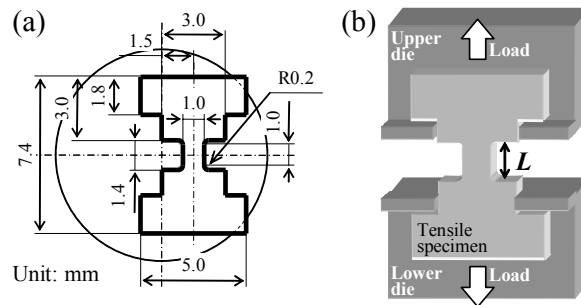 (a)
3.0
1.5
R0.2
3.0
1.8
1.0
1.0
7.4
1.4
Unit: mm
5.0
(b)
Upper
die
Load
L
Tensile
specimen
Lower
die
Load